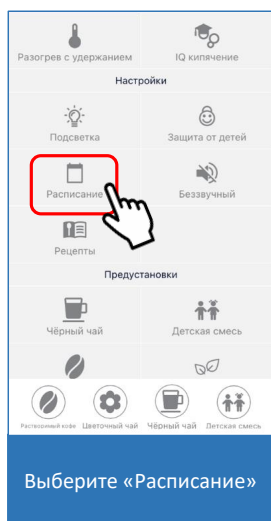 Разогрев с удержанием IQ кипячение
Настройки
Подсветка Защита от детей
Расписание Беззвучный
Рецепты
Предустановки
Чёрный чай Детская смесь
Растворимый кофе Цветочный чай Чёрный чай Детская смесь
Выберите «Расписание»